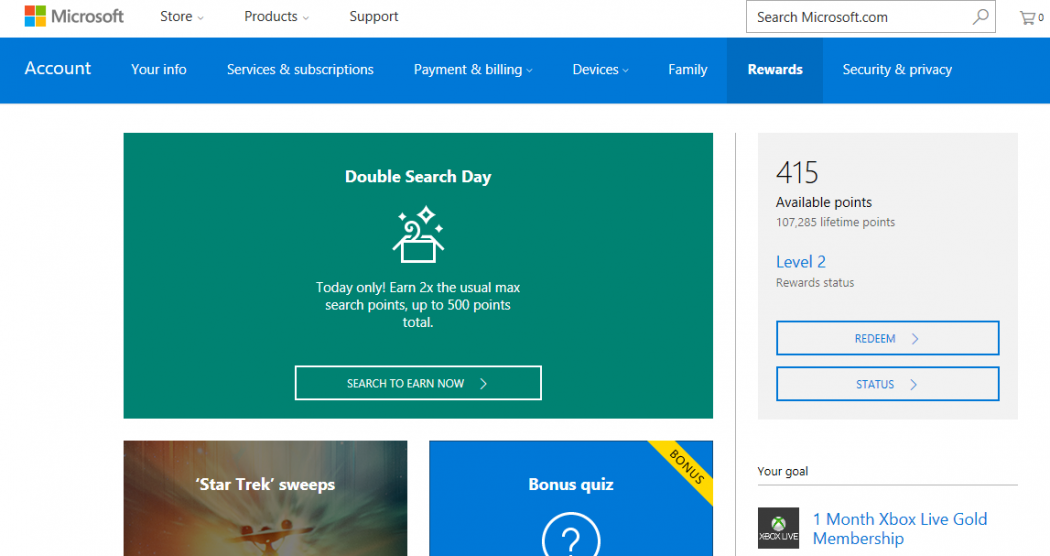 Microsoft Store Products Support Search Microsoft.com 0
Account Your info Services & subscriptions Payment & billing Devices Family Rewards Security & privacy
Double Search Day
Today only! Earn 2x the usual max
search points, up to 500 points
total.
SEARCH TO EARN NOW
‘Star Trek’ sweeps
Bonus quiz
BONUS
?
415
Available points
107,285 lifetime points
Level 2
Rewards status
REDEEM
STATUS
Your goal
XBOX LIVE
1 Month Xbox Live Gold
Membership